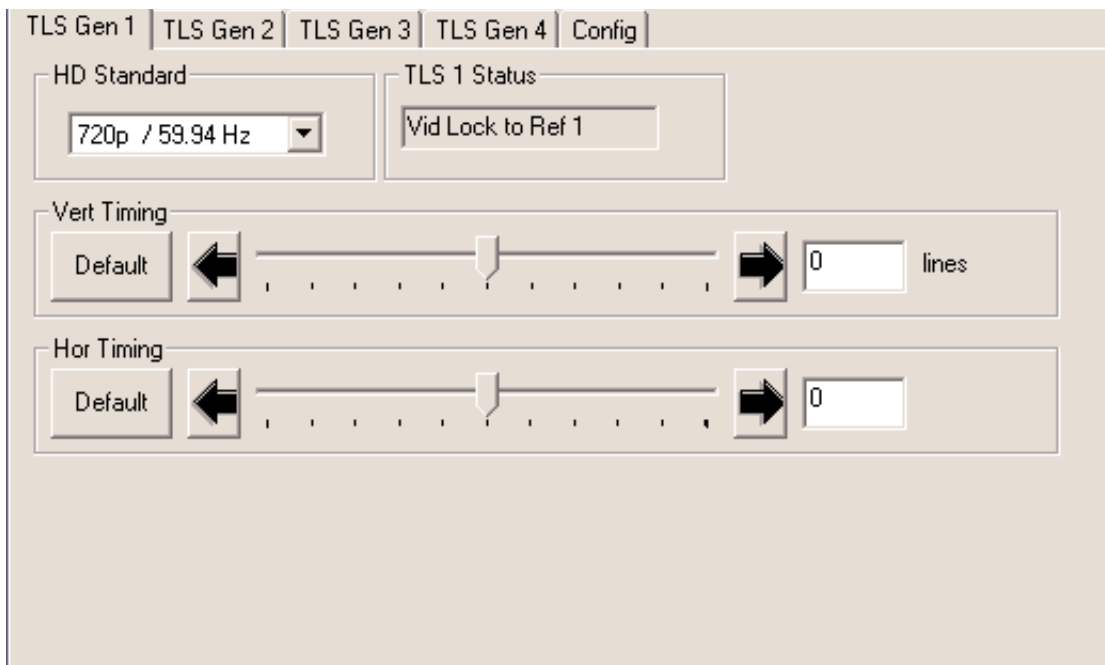 TLS Gen 1 TLS Gen 2 TLS Gen 3 TLS Gen 4 Config
HD Standard
720p / 59.94 Hz
TLS 1 Status
Vid Lock to Ref 1
Vert Timing
Default 0 lines
Hor Timing
Default 0